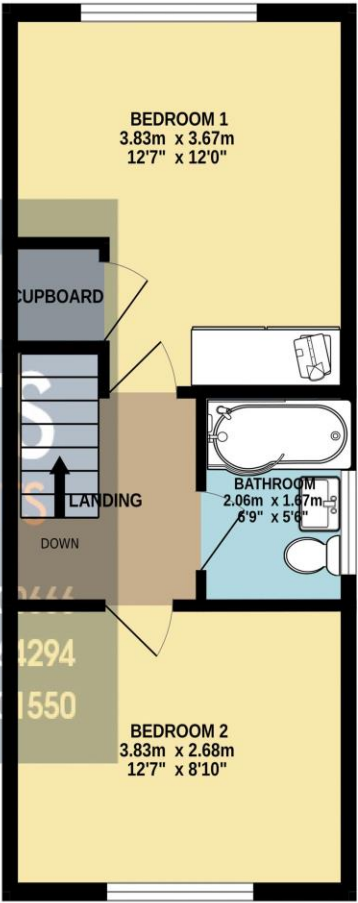 BEDROOM 1
3.83m x 3.67m
12'7" x 12'0"
CUPBOARD
S
S
LANDING
BATHROOM
2.06m x 1.67m
6'9" x 5'6"
DOWN
0666
4294
1550
BEDROOM 2
3.83m x 2.68m
12'7" x 8'10"